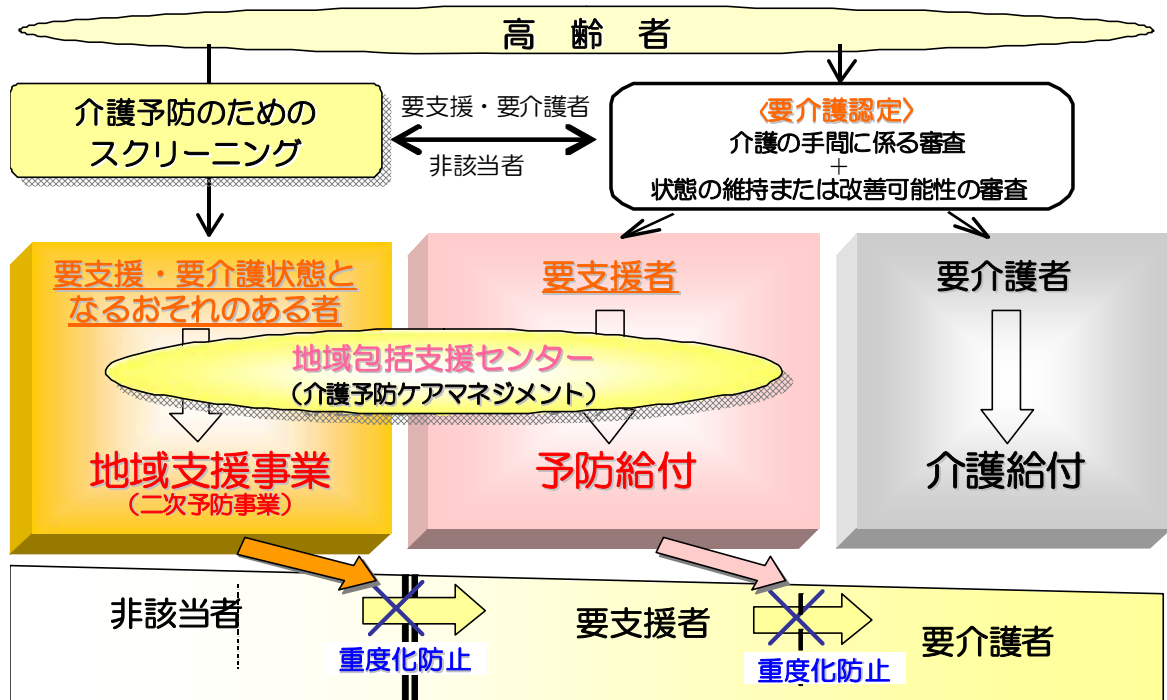 高 齢 者
介護予防のための
スクリーニング
要支援・要介護者
非該当者
〈要介護認定〉
介護の手間に係る審査
+
状態の維持または改善可能性の審査
要支援・要介護状態と
なるおそれのある者
要支援者
要介護者
地域包括支援センター
（介護予防ケアマネジメント）
地域支援事業
（二次予防事業）
予防給付
介護給付
非該当者
要支援者
要介護者
重度化防止
重度化防止